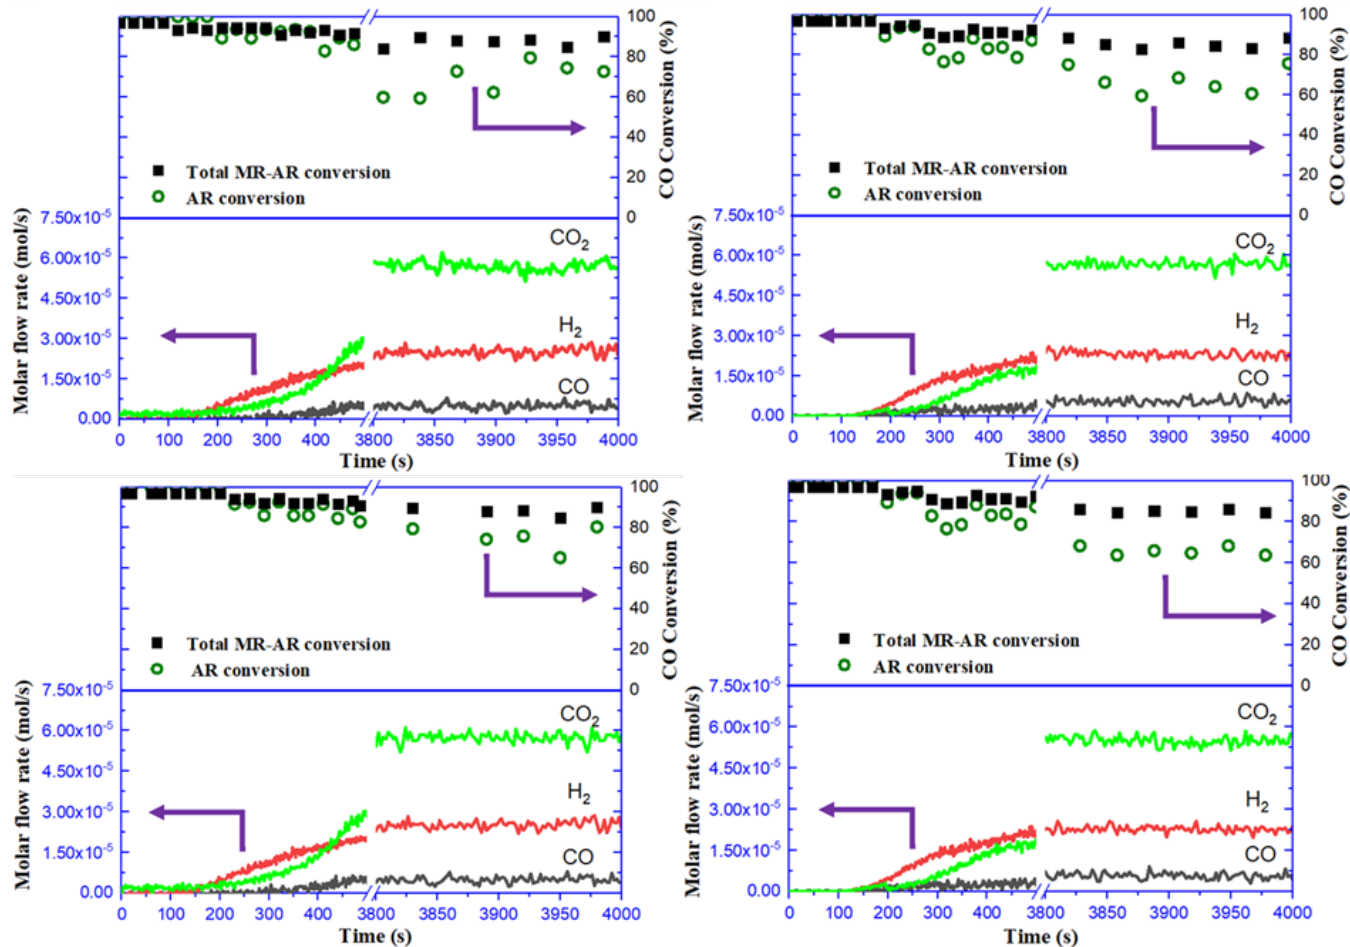 100
80
60
40
20
0
CO Conversion (%)
Total MR-AR conversion
AR conversion
7.50x10-5
6.00x10-5
4.50x10-5
3.00x10-5
1.50x10-5
0.00
Molar flow rate (mol/s)
CO2
H2
CO
0 100 200 300 400 3800 3850 3900 3950 4000
Time (s)
100
80
60
40
20
0
CO Conversion (%)
Total MR-AR conversion
AR conversion
7.50x10-5
6.00x10-5
4.50x10-5
3.00x10-5
1.50x10-5
0.00
Molar flow rate (mol/s)
CO2
H2
CO
0 100 200 300 400 3800 3850 3900 3950 4000
Time (s)
100
80
60
40
20
0
CO Conversion (%)
Total MR-AR conversion
AR conversion
7.50x10-5
6.00x10-5
4.50x10-5
3.00x10-5
1.50x10-5
0.00
Molar flow rate (mol/s)
CO2
H2
CO
0 100 200 300 400 3800 3850 3900 3950 4000
Time (s)
100
80
60
40
20
0
CO Conversion (%)
Total MR-AR conversion
AR conversion
7.50x10-5
6.00x10-5
4.50x10-5
3.00x10-5
1.50x10-5
0.00
Molar flow rate (mol/s)
CO2
H2
CO
0 100 200 300 400 3800 3850 3900 3950 4000
Time (s)